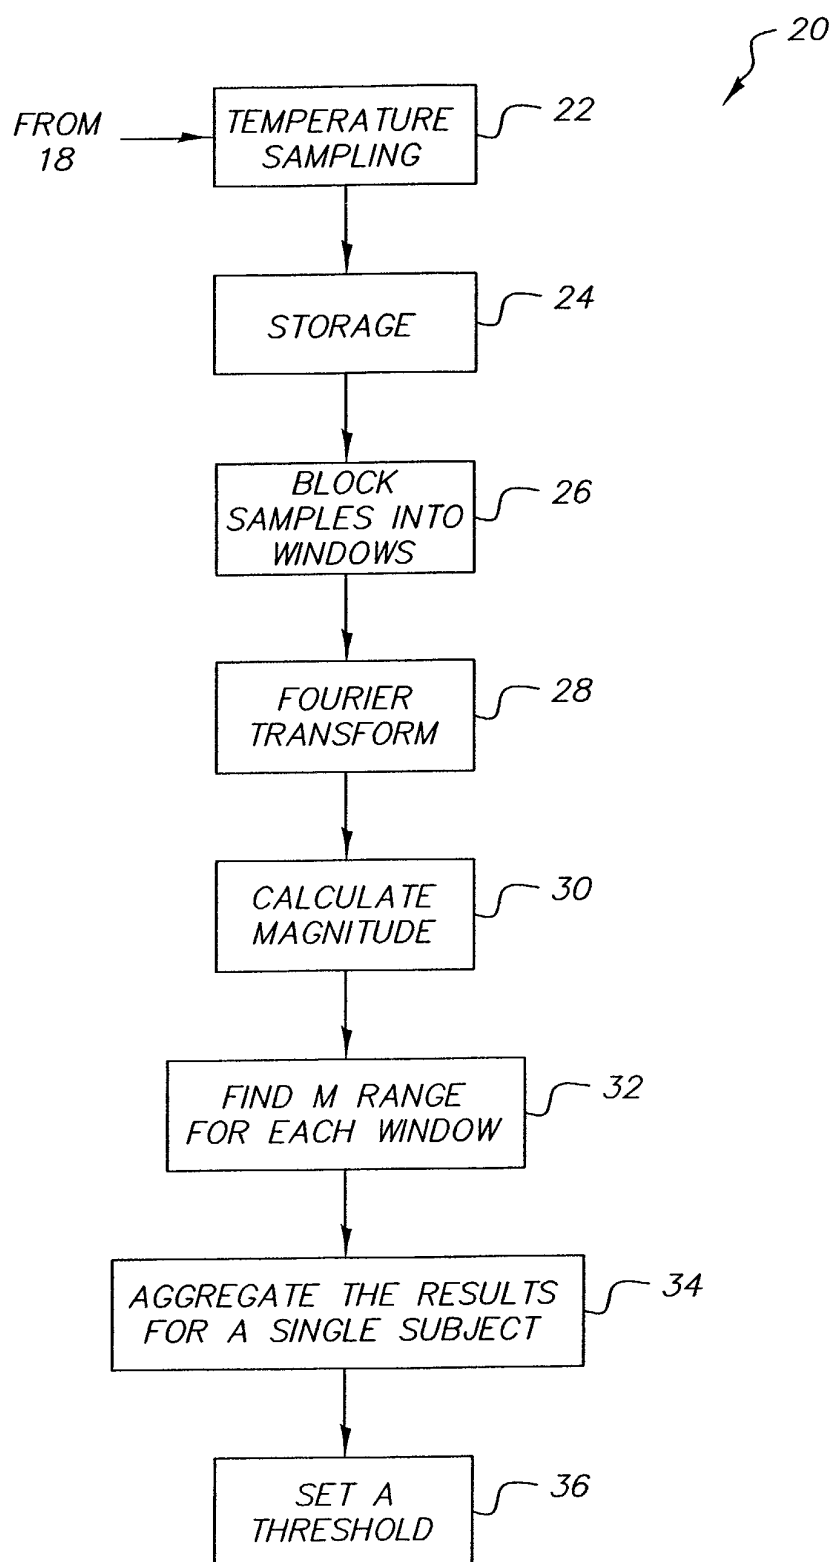 20
FROM
18
TEMPERATURE
SAMPLING
22
STORAGE
24
BLOCK
SAMPLES INTO
WINDOWS
26
FOURIER
TRANSFORM
28
CALCULATE
MAGNITUDE
30
FIND M RANGE
FOR EACH WINDOW
32
AGGREGATE THE RESULTS
FOR A SINGLE SUBJECT
34
SET A
THRESHOLD
36